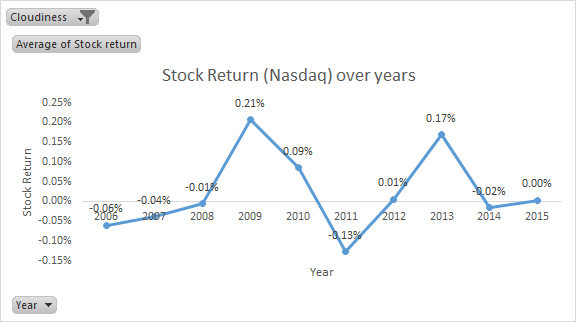 Cloudiness
Average of Stock return
Stock Return (Nasdaq) over years
0.25%
0.20%
0.15%
0.10%
0.05%
0.00%
-0.05%
-0.10%
-0.15%
Stock Return
-0.06%
-0.04%
-0.01%
0.21%
0.09%
-0.13%
0.01%
0.17%
-0.02%
0.00%
2006 2007 2008 2009 2010 2011 2012 2013 2014 2015
Year
Year